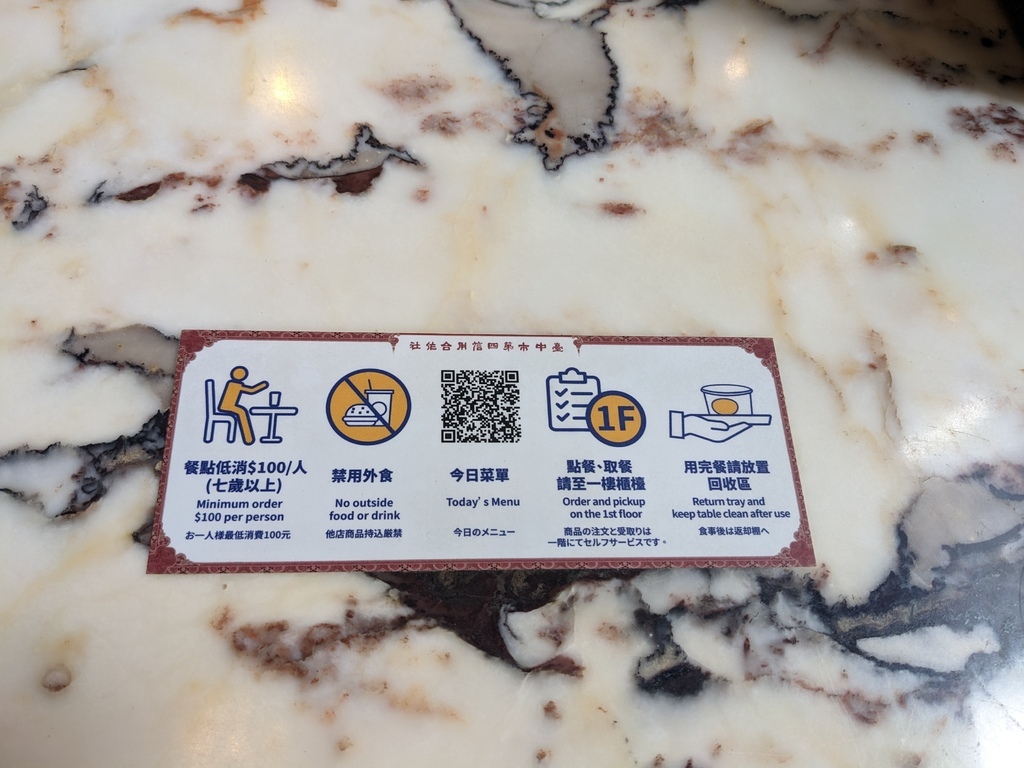 社作合用信四第市中臺
餐點低消$100/人
(七歲以上)
Minimum order
$100 per person
お一人様最低消費100元
禁用外食
No outside
food or drink
他店商品持込厳禁
今日菜單
Today's Menu
今日のメニュー
1F
點餐、取餐
請至一樓櫃檯
Order and pickup
on the 1st floor
商品の注文と受取りは
一階にてセルフサービスです。
用完餐請放置
回收區
Return tray and
keep table clean after use
食事後は返却棚へ